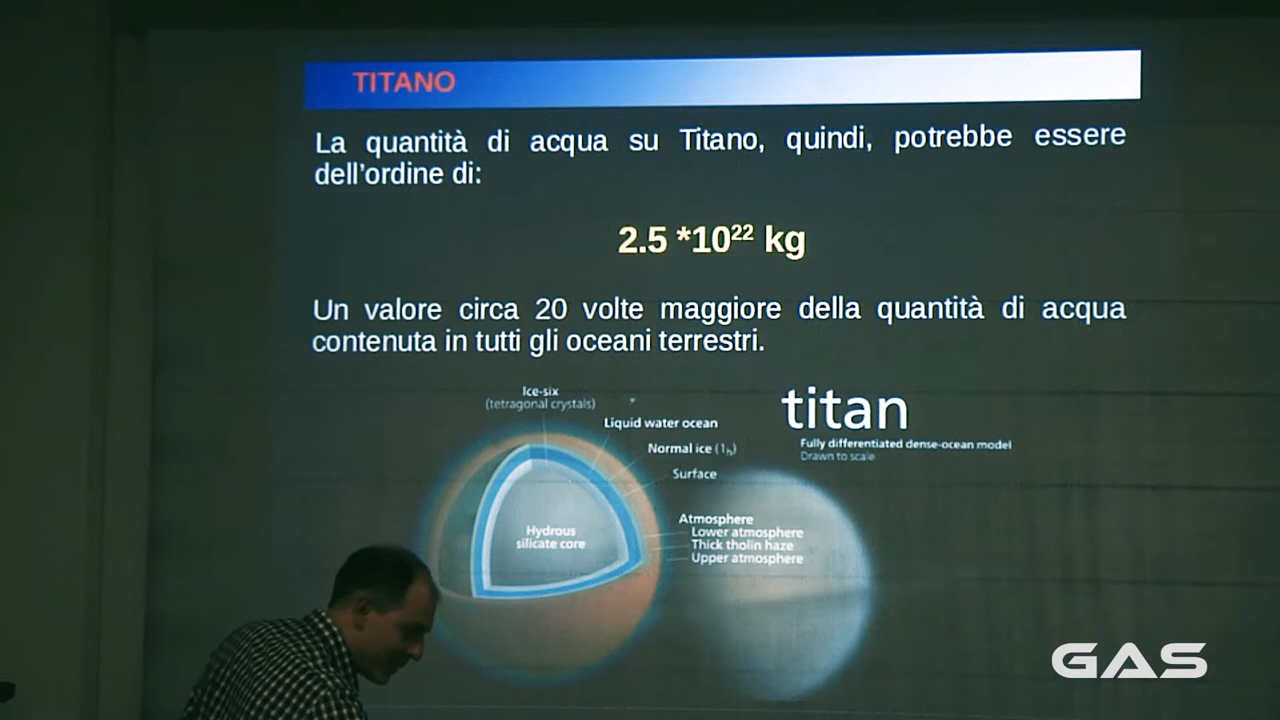 TITANO
La quantità di acqua su Titano, quindi, potrebbe essere
dell'ordine di:
2.5 *10²² kg
Un valore circa 20 volte maggiore della quantità di acqua
contenuta in tutti gli oceani terrestri.
Ice-six
(tetragonal crystals)
Liquid water ocean
Normal ice (1h)
Surface
Hydrous
silicate core
Atmosphere
Lower atmosphere
Thick tholin haze
Upper atmosphere
titan
Fully differentiated dense-ocean model
Drawn to scale
GAS